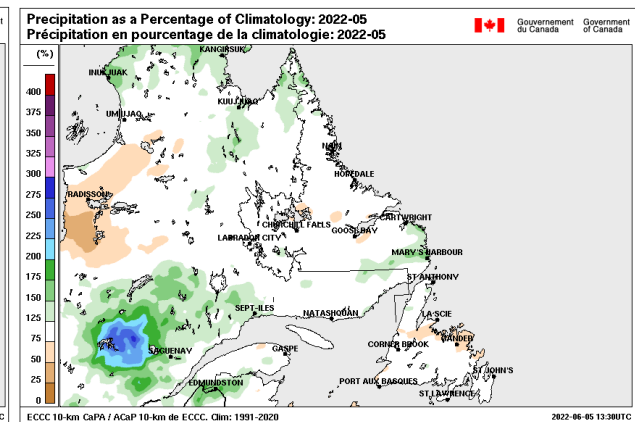 Precipitation as a Percentage of Climatology: 2022-05
Précipitation en pourcentage de la climatologie: 2022-05
Gouvernement du Canada
Government of Canada
(%)
400
375
350
325
300
275
250
225
200
175
150
125
75
50
25
0
KANGIRSUK
INUKJUAK
KUUJJUAQ
UMIUJAQ
NAIN
HOPEDALE
RADISSON
CARTWRIGHT
CHURCHILL FALLS
GOOSE BAY
LABRADOR CITY
MARY'S HARBOUR
ST ANTHONY
SEPT-ILES
NATASHQUAN
LA SCIE
SAGUENAY
GASPE
CORNER BROOK
GANDER
EDMUNDSTON
PORT AUX BASQUES
ST JOHN'S
ST LAWRENCE
ECCC 10-km CaPA / ACaP 10-km de ECCC. Clim: 1991-2020
2022-06-05 13:30UTC